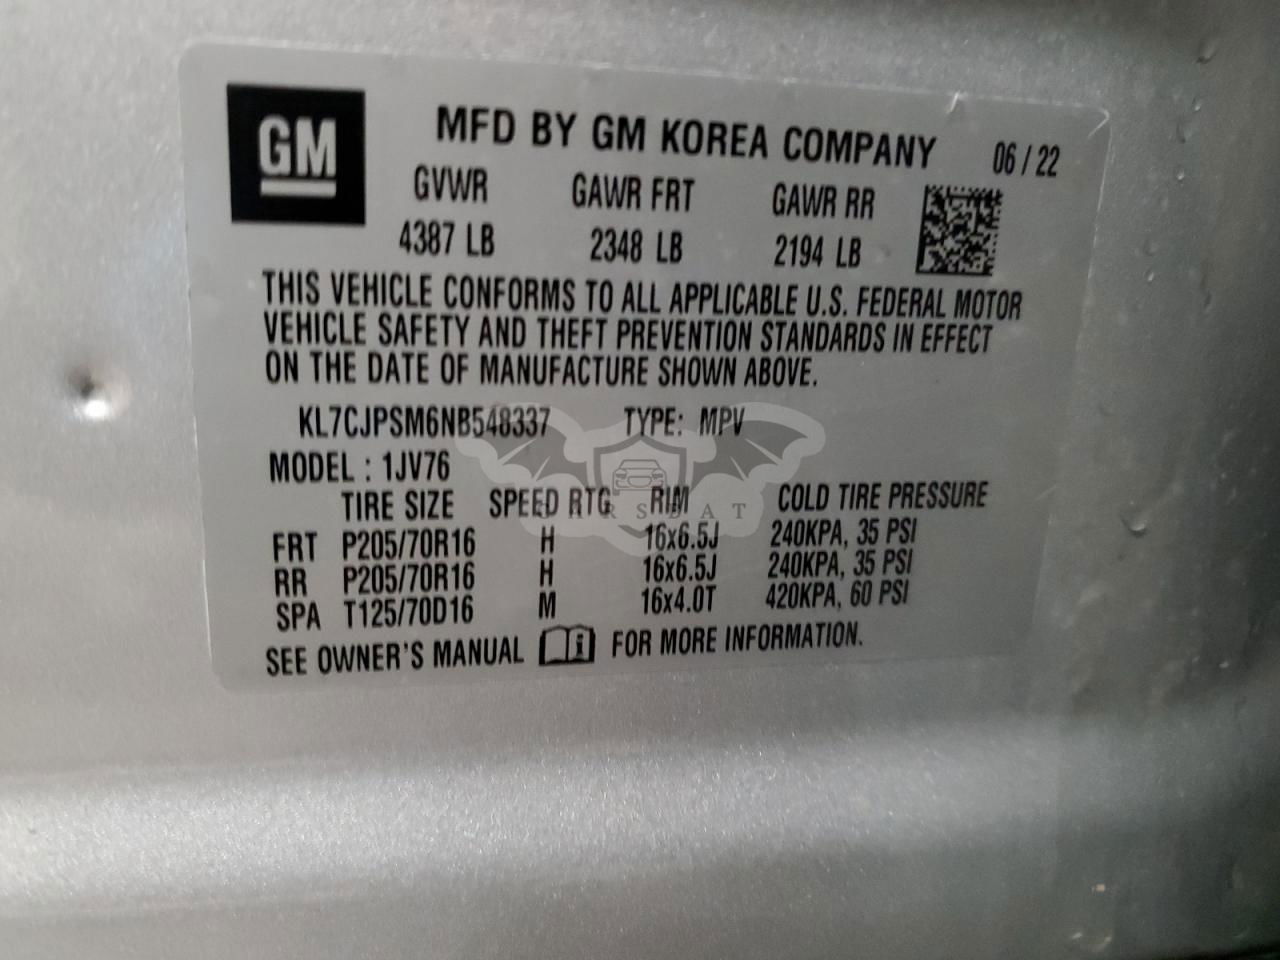 GM
MFD BY GM KOREA COMPANY 06 / 22
GVWR GAWR FRT GAWR RR
4387 LB 2348 LB 2194 LB
THIS VEHICLE CONFORMS TO ALL APPLICABLE U.S. FEDERAL MOTOR
VEHICLE SAFETY AND THEFT PREVENTION STANDARDS IN EFFECT
ON THE DATE OF MANUFACTURE SHOWN ABOVE.
KL7CJPSM6NB548337 TYPE: MPV
MODEL : 1JV76
TIRE SIZE SPEED RTG RIM COLD TIRE PRESSURE
CARSDAT
FRT P205/70R16 H 16x6.5J 240KPA, 35 PSI
RR P205/70R16 H 16x6.5J 240KPA, 35 PSI
SPA T125/70D16 M 16x4.0T 420KPA, 60 PSI
SEE OWNER'S MANUAL i FOR MORE INFORMATION.